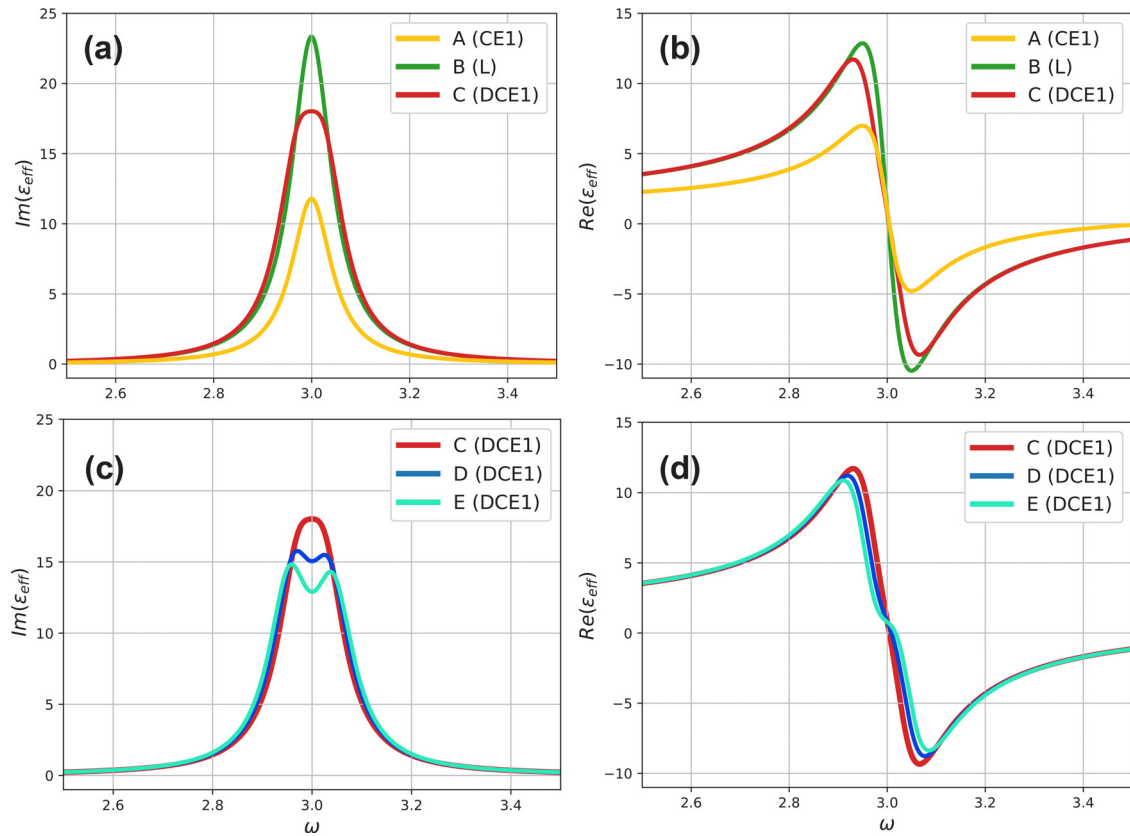 (a)
A (CE1)
B (L)
C (DCE1)
Im(ε_eff)
25
20
15
10
5
0
2.6 2.8 3.0 3.2 3.4
(b)
A (CE1)
B (L)
C (DCE1)
Re(ε_eff)
15
10
5
0
−5
−10
2.6 2.8 3.0 3.2 3.4
(c)
C (DCE1)
D (DCE1)
E (DCE1)
Im(ε_eff)
25
20
15
10
5
0
2.6 2.8 3.0 3.2 3.4
ω
(d)
C (DCE1)
D (DCE1)
E (DCE1)
Re(ε_eff)
15
10
5
0
−5
−10
2.6 2.8 3.0 3.2 3.4
ω